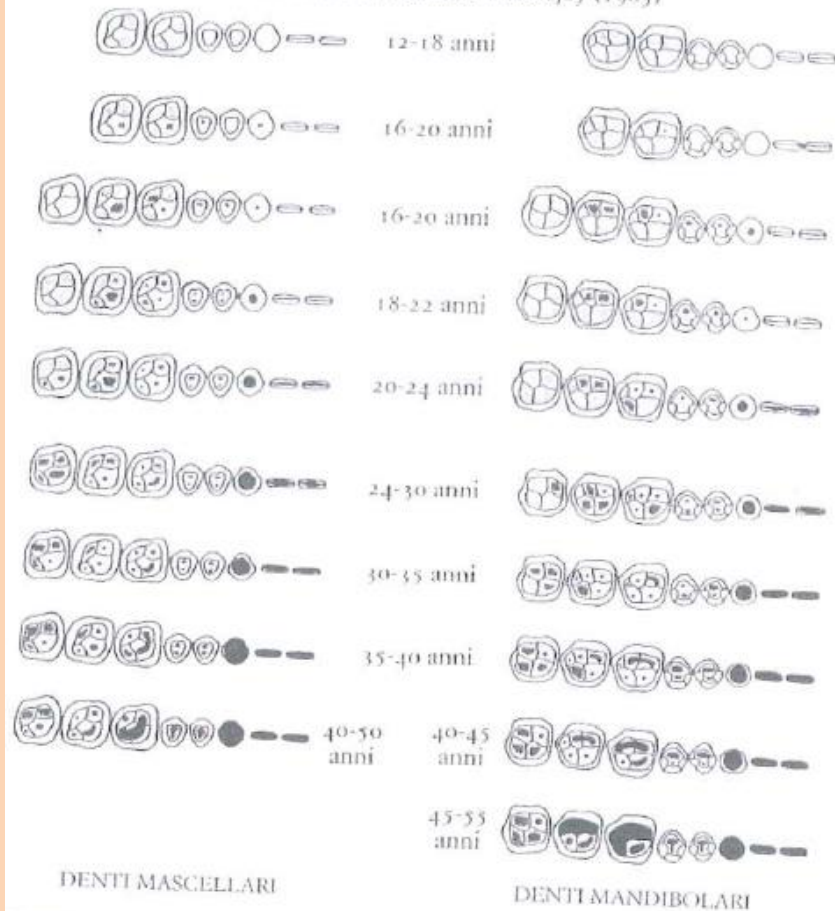 12-18 anni
16-20 anni
16-20 anni
18-22 anni
20-24 anni
24-30 anni
30-35 anni
35-40 anni
40-50 anni
40-45 anni
45-55 anni
DENTI MASCELLARI
DENTI MANDIBOLARI